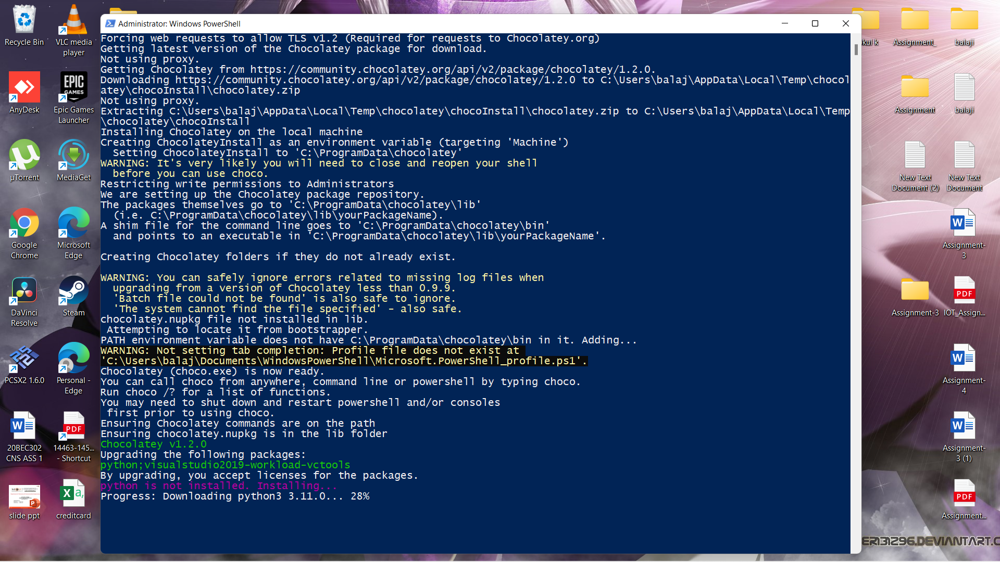 Administrator: Windows PowerShell
Forcing web requests to allow TLS v1.2 (Required for requests to Chocolatey.org)
Getting latest version of the Chocolatey package for download.
Not using proxy.
Getting Chocolatey from https://community.chocolatey.org/api/v2/package/chocolatey/1.2.0.
Downloading https://community.chocolatey.org/api/v2/package/chocolatey/1.2.0 to C:\Users\balaj\AppData\Local\Temp\chocol
atey\chocoInstall\chocolatey.zip
Not using proxy.
Extracting C:\Users\balaj\AppData\Local\Temp\chocolatey\chocoInstall\chocolatey.zip to C:\Users\balaj\AppData\Local\Temp
\chocolatey\chocoInstall
Installing Chocolatey on the local machine
Creating ChocolateyInstall as an environment variable (targeting 'Machine')
  Setting ChocolateyInstall to 'C:\ProgramData\chocolatey'
WARNING: It's very likely you will need to close and reopen your shell
  before you can use choco.
Restricting write permissions to Administrators
We are setting up the Chocolatey package repository.
The packages themselves go to 'C:\ProgramData\chocolatey\lib'
  (i.e. C:\ProgramData\chocolatey\lib\yourPackageName).
A shim file for the command line goes to 'C:\ProgramData\chocolatey\bin'
  and points to an executable in 'C:\ProgramData\chocolatey\lib\yourPackageName'.
Creating Chocolatey folders if they do not already exist.
WARNING: You can safely ignore errors related to missing log files when
  upgrading from a version of Chocolatey less than 0.9.9.
  'Batch file could not be found' is also safe to ignore.
  'The system cannot find the file specified' - also safe.
chocolatey.nupkg file not installed in lib.
 Attempting to locate it from bootstrapper.
PATH environment variable does not have C:\ProgramData\chocolatey\bin in it. Adding...
WARNING: Not setting tab completion: Profile file does not exist at
'C:\Users\balaj\Documents\WindowsPowerShell\Microsoft.PowerShell_profile.ps1'.
Chocolatey (choco.exe) is now ready.
You can call choco from anywhere, command line or powershell by typing choco.
Run choco /? for a list of functions.
You may need to shut down and restart powershell and/or consoles
 first prior to using choco.
Ensuring Chocolatey commands are on the path
Ensuring chocolatey.nupkg is in the lib folder
Chocolatey v1.2.0
Upgrading the following packages:
python;visualstudio2019-workload-vctools
By upgrading, you accept licenses for the packages.
python is not installed. Installing...
Progress: Downloading python3 3.11.0... 28%
Recycle Bin
VLC media
player
AnyDesk
EPIC
GAMES
Epic Games
Launcher
µTorrent
MediaGet
Google
Chrome
Microsoft
Edge
DaVinci
Resolve
Steam
PCSX2 1.6.0
Personal -
Edge
20BEC302
CNS ASS 1
PDF
14463-145...
- Shortcut
slide ppt
creditcard
Assignment_
balaji
Assignment
balaji
New Text
Document (2)
New Text
Document
Assignment-
3
Assignment-3
PDF
IOT_Assign...
Assignment-
4
Assignment-
3 (1)
PDF
Assignment...